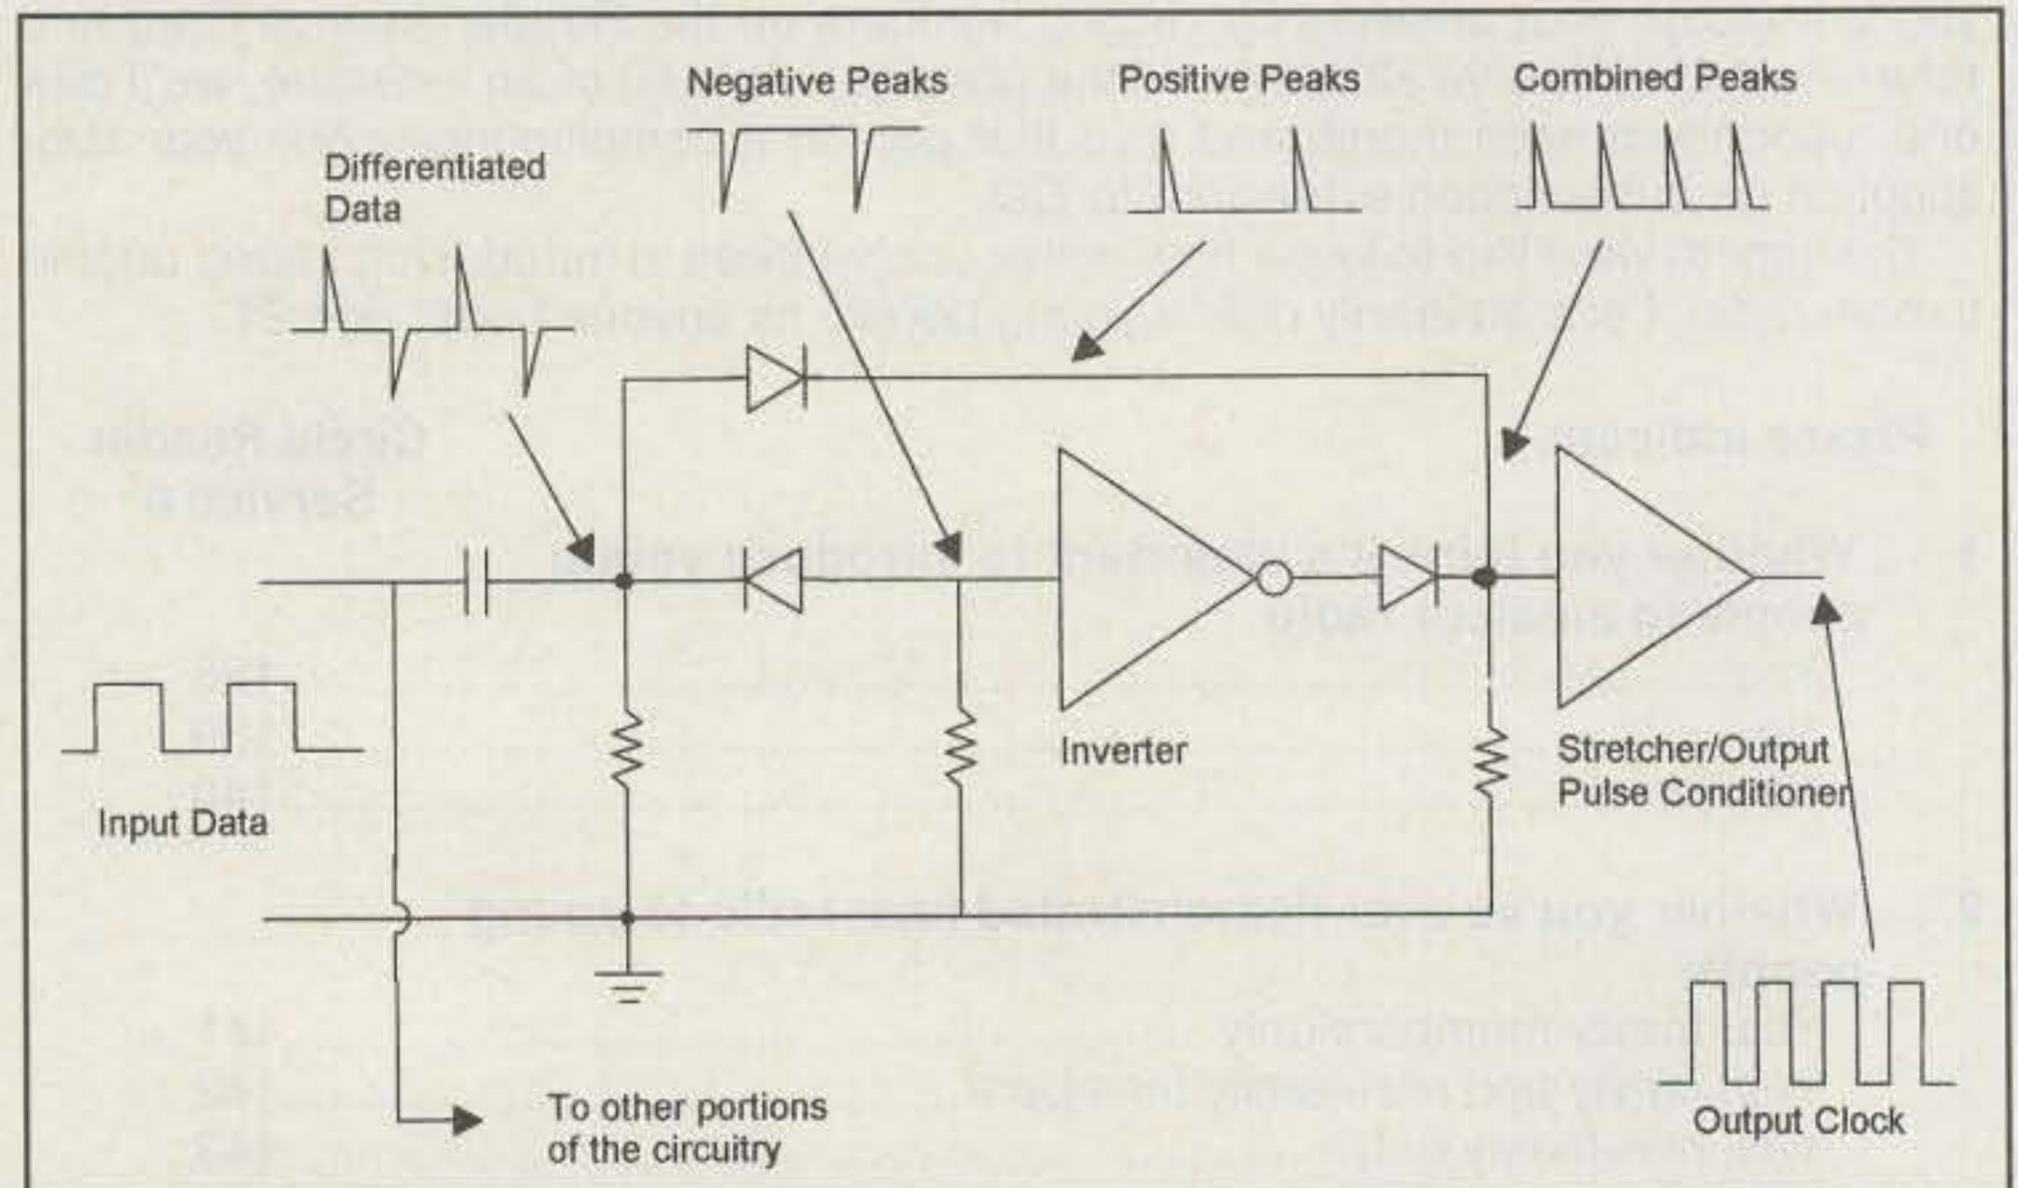 Negative Peaks
Positive Peaks
Combined Peaks
Differentiated
Data
Inverter
Stretcher/Output
Pulse Conditioner
Input Data
To other portions
of the circuitry
Output Clock